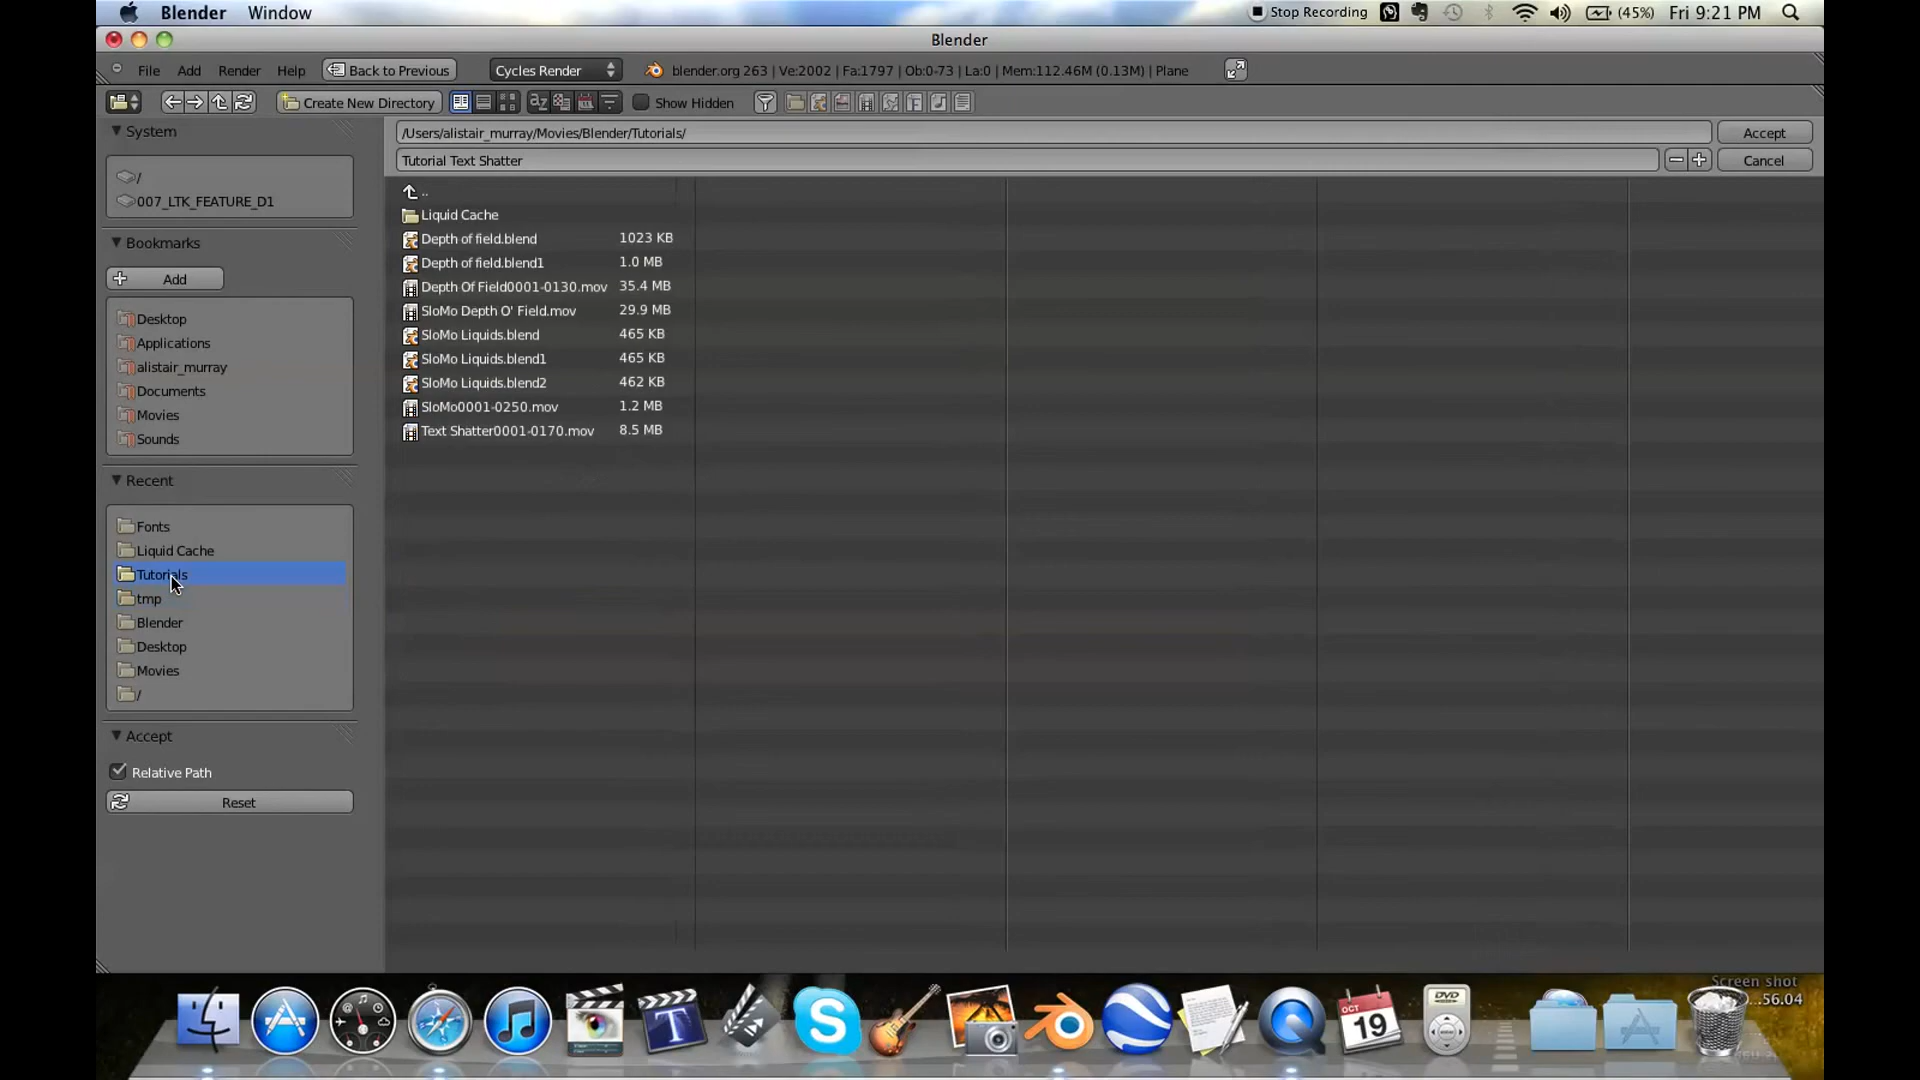 Blender Window Stop Recording (45%) Fri 9:21 PM
Blender
File Add Render Help Back to Previous Cycles Render blender.org 263 | Ve:2002 | Fa:1797 | Ob:0-73 | La:0 | Mem:112.46M (0.13M) | Plane
Create New Directory Show Hidden
System
/Users/alistair_murray/Movies/Blender/Tutorials/ Accept
Tutorial Text Shatter Cancel
/
007_LTK_FEATURE_D1
Bookmarks
Add
Desktop
Applications
alistair_murray
Documents
Movies
Sounds
Recent
Fonts
Liquid Cache
Tutorials
tmp
Blender
Desktop
Movies
/
Accept
Relative Path
Reset
..
Liquid Cache
Depth of field.blend 1023 KB
Depth of field.blend1 1.0 MB
Depth Of Field0001-0130.mov 35.4 MB
SloMo Depth O' Field.mov 29.9 MB
SloMo Liquids.blend 465 KB
SloMo Liquids.blend1 465 KB
SloMo Liquids.blend2 462 KB
SloMo0001-0250.mov 1.2 MB
Text Shatter0001-0170.mov 8.5 MB
Screen shot
...56.04
T
OCT
19
DVD